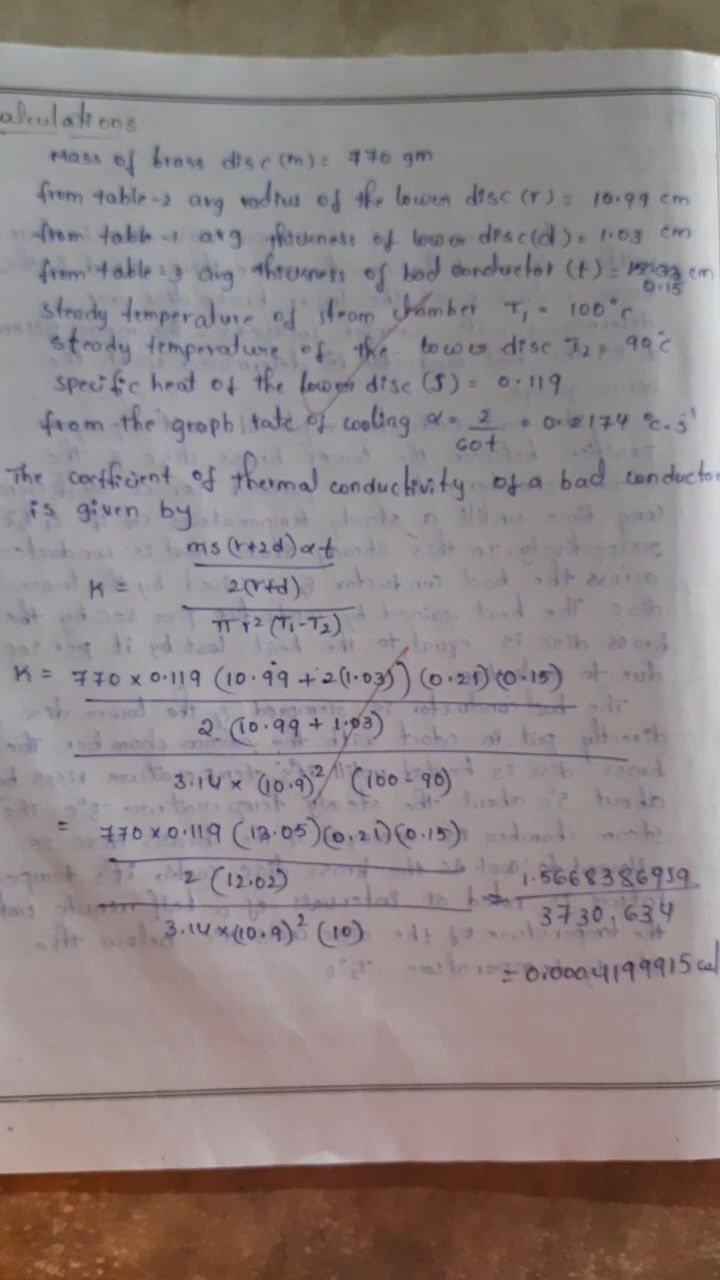 alculations
Mass of brass disc (m) = 770 gm
from table-2 avg radius of the lower disc (r) = 10.99 cm
from table-1 avg thickness of lower disc (d) = 1.03 cm
from table-3 avg thickness of bad conductor (t) = cm
0.15
steady temperature of steam chamber T1 = 100°C
steady temperature of the lower disc T2 = 90°C
specific heat of the lower disc (S) = 0.119
from the graph rate of cooling α = 2/60t = 0.2174 °C.s-1
The coefficient of thermal conductivity of a bad conductor
is given by
ms(r+2d)αt
K = 2(r+d)
πr²(T1-T2)
K = 770 × 0.119 (10.99 + 2(1.03)) (0.21) (0.15)
2 (10.99 + 1.03)
3.14 × (10.9)² (100 - 90)
= 770 × 0.119 (13.05) (0.21) (0.15)
2 (12.02) = 1.5668386959
3.14 × (10.9)² (10) 3730.634
= 0.0004199915 cal